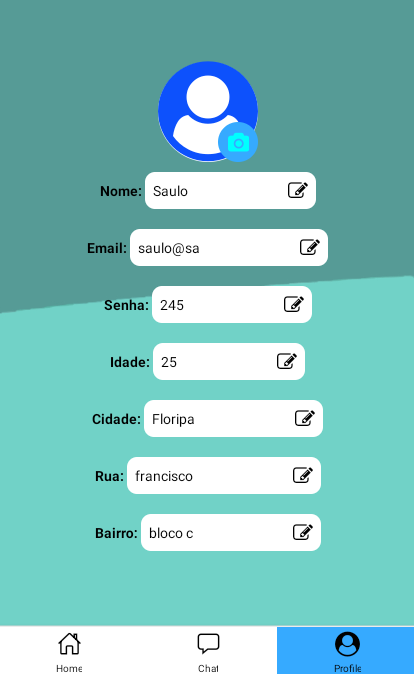 Nome: Saulo
Email: saulo@sa
Senha: 245
Idade: 25
Cidade: Floripa
Rua: francisco
Bairro: bloco c
Home Chat Profile